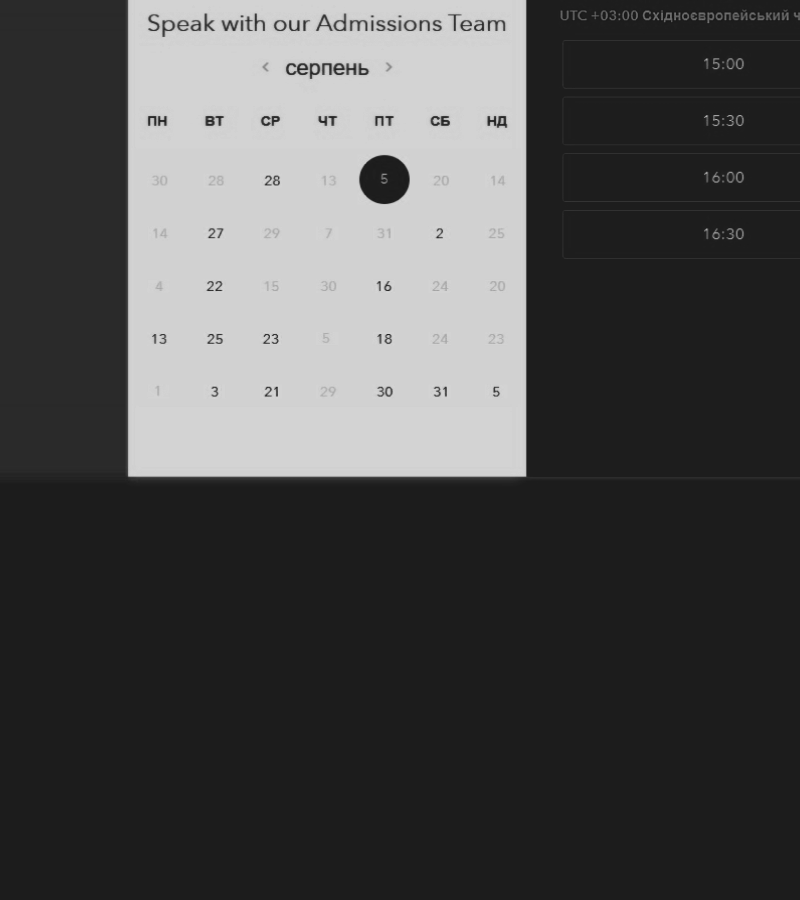 Speak with our Admissions Team
< серпень >
ПН ВТ СР ЧТ ПТ СБ НД
30 28 28 13 5 20 14
14 27 29 7 31 2 25
4 22 15 30 16 24 20
13 25 23 5 18 24 23
1 3 21 29 30 31 5
UTC +03:00 Східноєвропейський ч
15:00
15:30
16:00
16:30